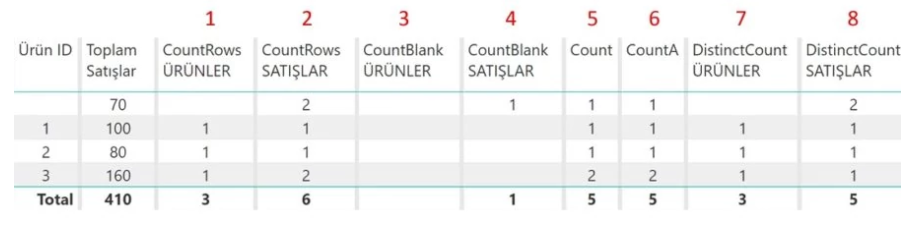 1 2 3 4 5 6 7 8
Ürün ID Toplam CountRows CountRows CountBlank CountBlank Count CountA DistinctCount DistinctCount
Satışlar ÜRÜNLER SATIŞLAR ÜRÜNLER SATIŞLAR ÜRÜNLER SATIŞLAR
70 2 1 1 1 2
1 100 1 1 1 1 1 1
2 80 1 1 1 1 1 1
3 160 1 2 2 2 1 1
Total 410 3 6 1 5 5 3 5